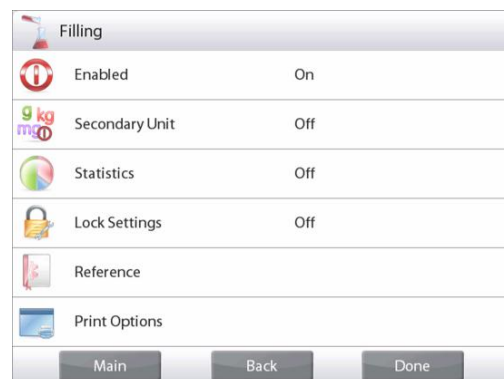 Filling
Enabled On
g kg
mg
Secondary Unit Off
Statistics Off
Lock Settings Off
Reference
Print Options
Main Back Done